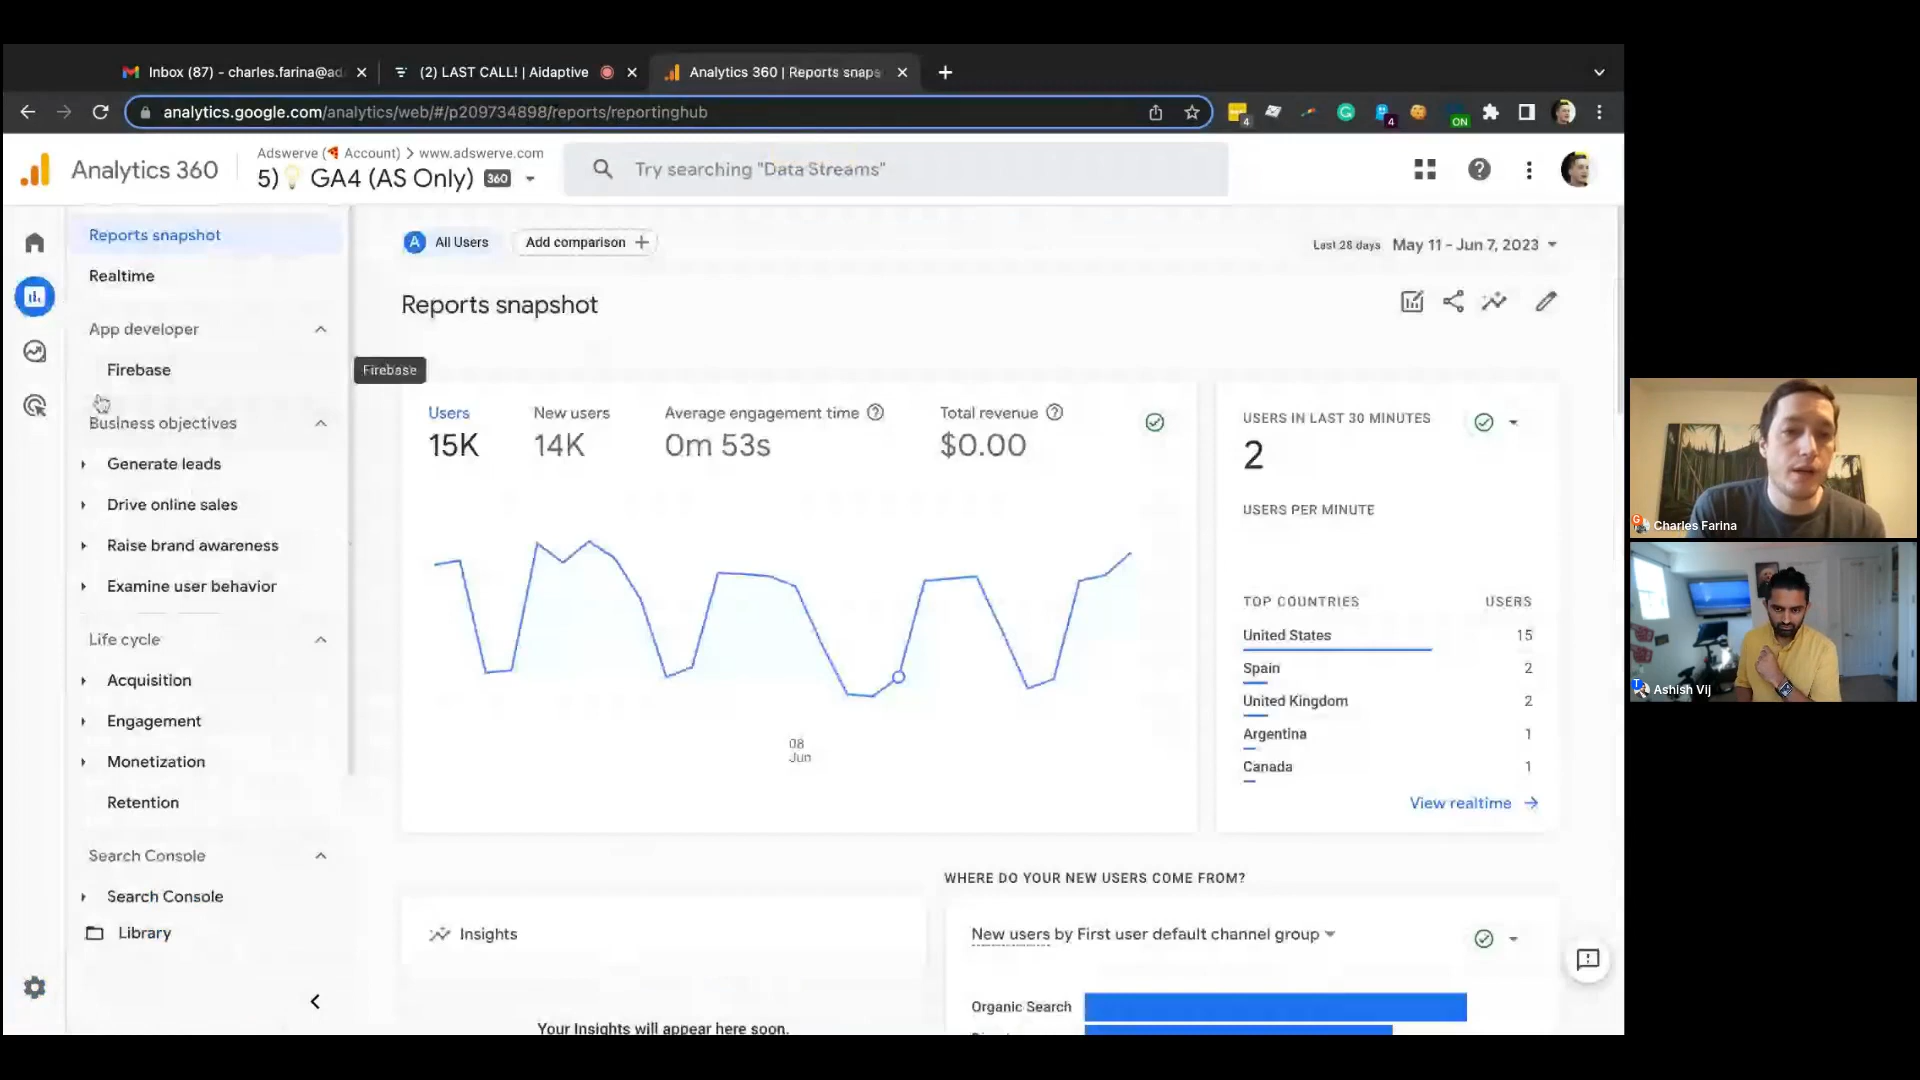 Inbox (87) - charles.farina@ad
(2) LAST CALL! | Aidaptive
Analytics 360 | Reports snaps
analytics.google.com/analytics/web/#/p209734898/reports/reportinghub
4
4
ON
Analytics 360
Adswerve (🍕 Account) > www.adswerve.com
5)💡 GA4 (AS Only) 360
Try searching "Data Streams"
Reports snapshot
Realtime
App developer
Firebase
Business objectives
Generate leads
Drive online sales
Raise brand awareness
Examine user behavior
Life cycle
Acquisition
Engagement
Monetization
Retention
Search Console
Search Console
Library
Firebase
A All Users
Add comparison +
Last 28 days May 11 - Jun 7, 2023
Reports snapshot
Users
15K
New users
14K
Average engagement time
0m 53s
Total revenue
$0.00
08
Jun
USERS IN LAST 30 MINUTES
2
USERS PER MINUTE
TOP COUNTRIES USERS
United States 15
Spain 2
United Kingdom 2
Argentina 1
Canada 1
View realtime
Insights
Your Insights will appear here soon.
WHERE DO YOUR NEW USERS COME FROM?
New users by First user default channel group
Organic Search
Charles Farina
Ashish Vij